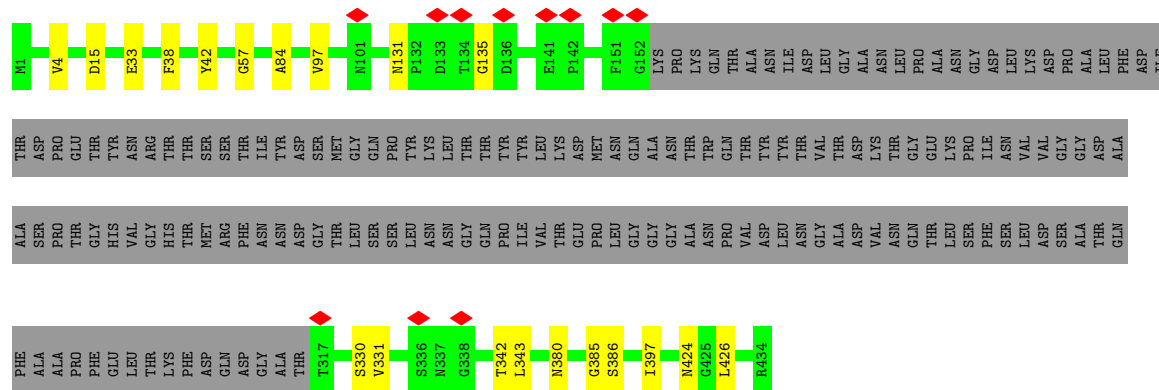 M1 V4 D15 E33 F38 Y42 G57 A84 V97 N101 N131 P132 D133 T134 G135 D136 E141 P142 F151 G152 LYS PRO LYS GLN THR ALA ASN ILE ASP LEU GLY ALA ASN LEU PRO ALA ASN GLY ASP LEU LYS ASP PRO ALA LEU PHE ASP ILE
THR ASP PRO GLU THR TYR ASN ARG THR THR SER SER THR ILE TYR ASP SER MET GLY GLN PRO TYR LYS LEU THR THR TYR TYR LEU LYS ASP MET ASN GLN ALA ASN THR TRP GLN THR TYR TYR THR VAL THR ASP LYS THR GLY GLU LYS PRO ILE ASN VAL VAL GLY GLY ASP ALA
ALA SER PRO THR GLY HIS VAL GLY HIS THR MET ARG PHE ASN ASN ASP GLY THR LEU SER SER LEU ASN ASN GLY GLN PRO ILE VAL THR GLU PRO LEU GLY GLY GLY ALA ASN PRO VAL ASP LEU ASN GLY ALA ASP VAL ASN GLN THR LEU SER PHE SER LEU ASP SER ALA THR GLN
PHE ALA ALA PRO PHE GLU LEU THR LYS PHE ASP GLN ASP GLY ALA THR T317 S330 V331 S336 N337 G338 T342 L343 N380 G385 S386 I397 N424 G425 L426 R434